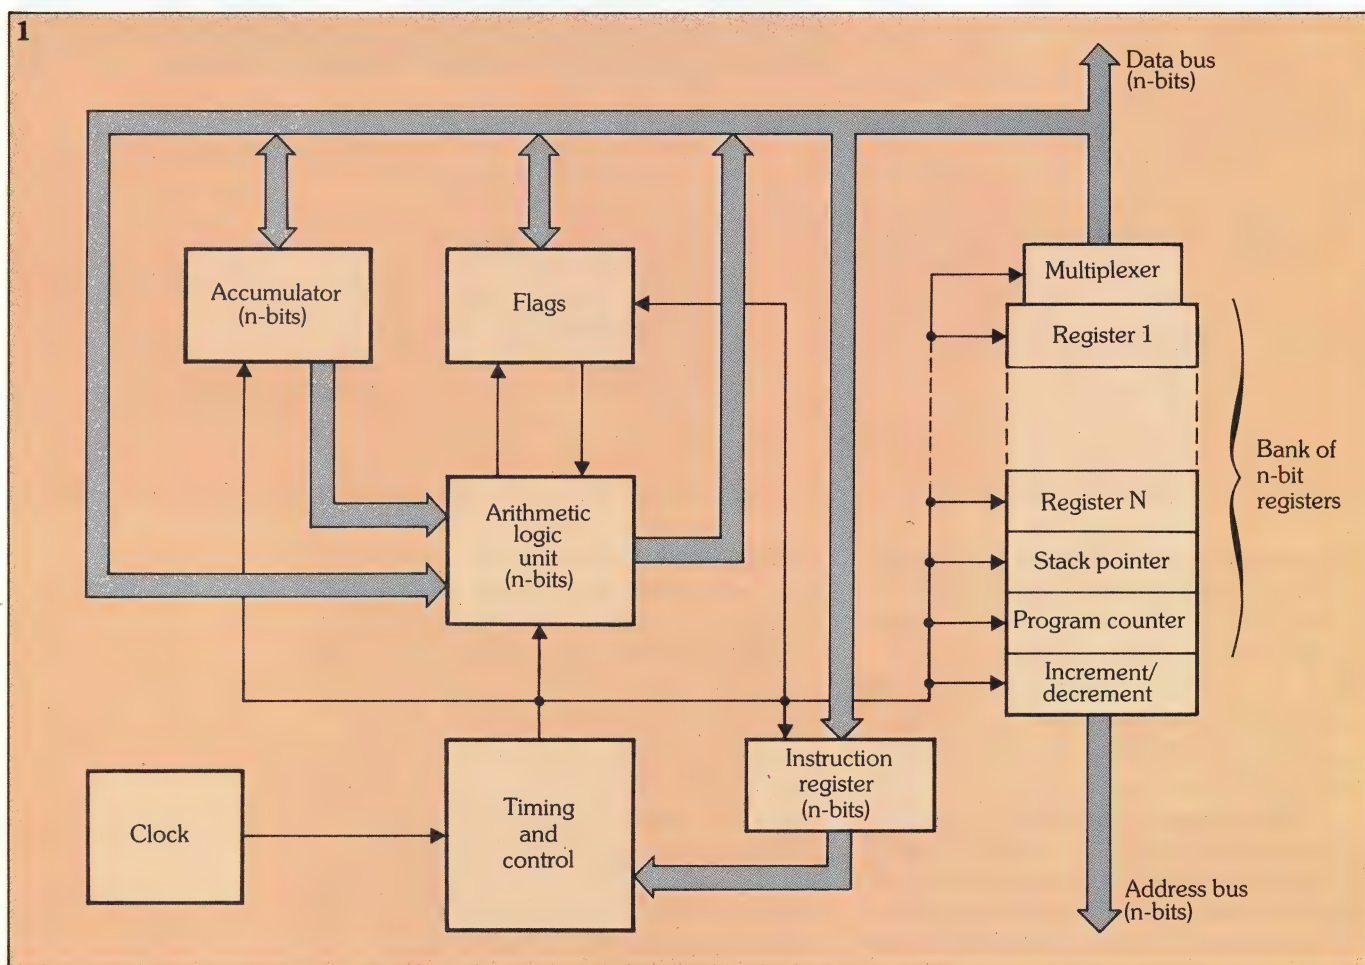 1
Data bus
(n-bits)
Accumulator
(n-bits)
Flags
Multiplexer
Register 1
Bank of
n-bit
registers
Register N
Arithmetic
logic
unit
(n-bits)
Stack pointer
Program counter
Increment/
decrement
Clock
Timing
and
control
Instruction
register
(n-bits)
Address bus
(n-bits)